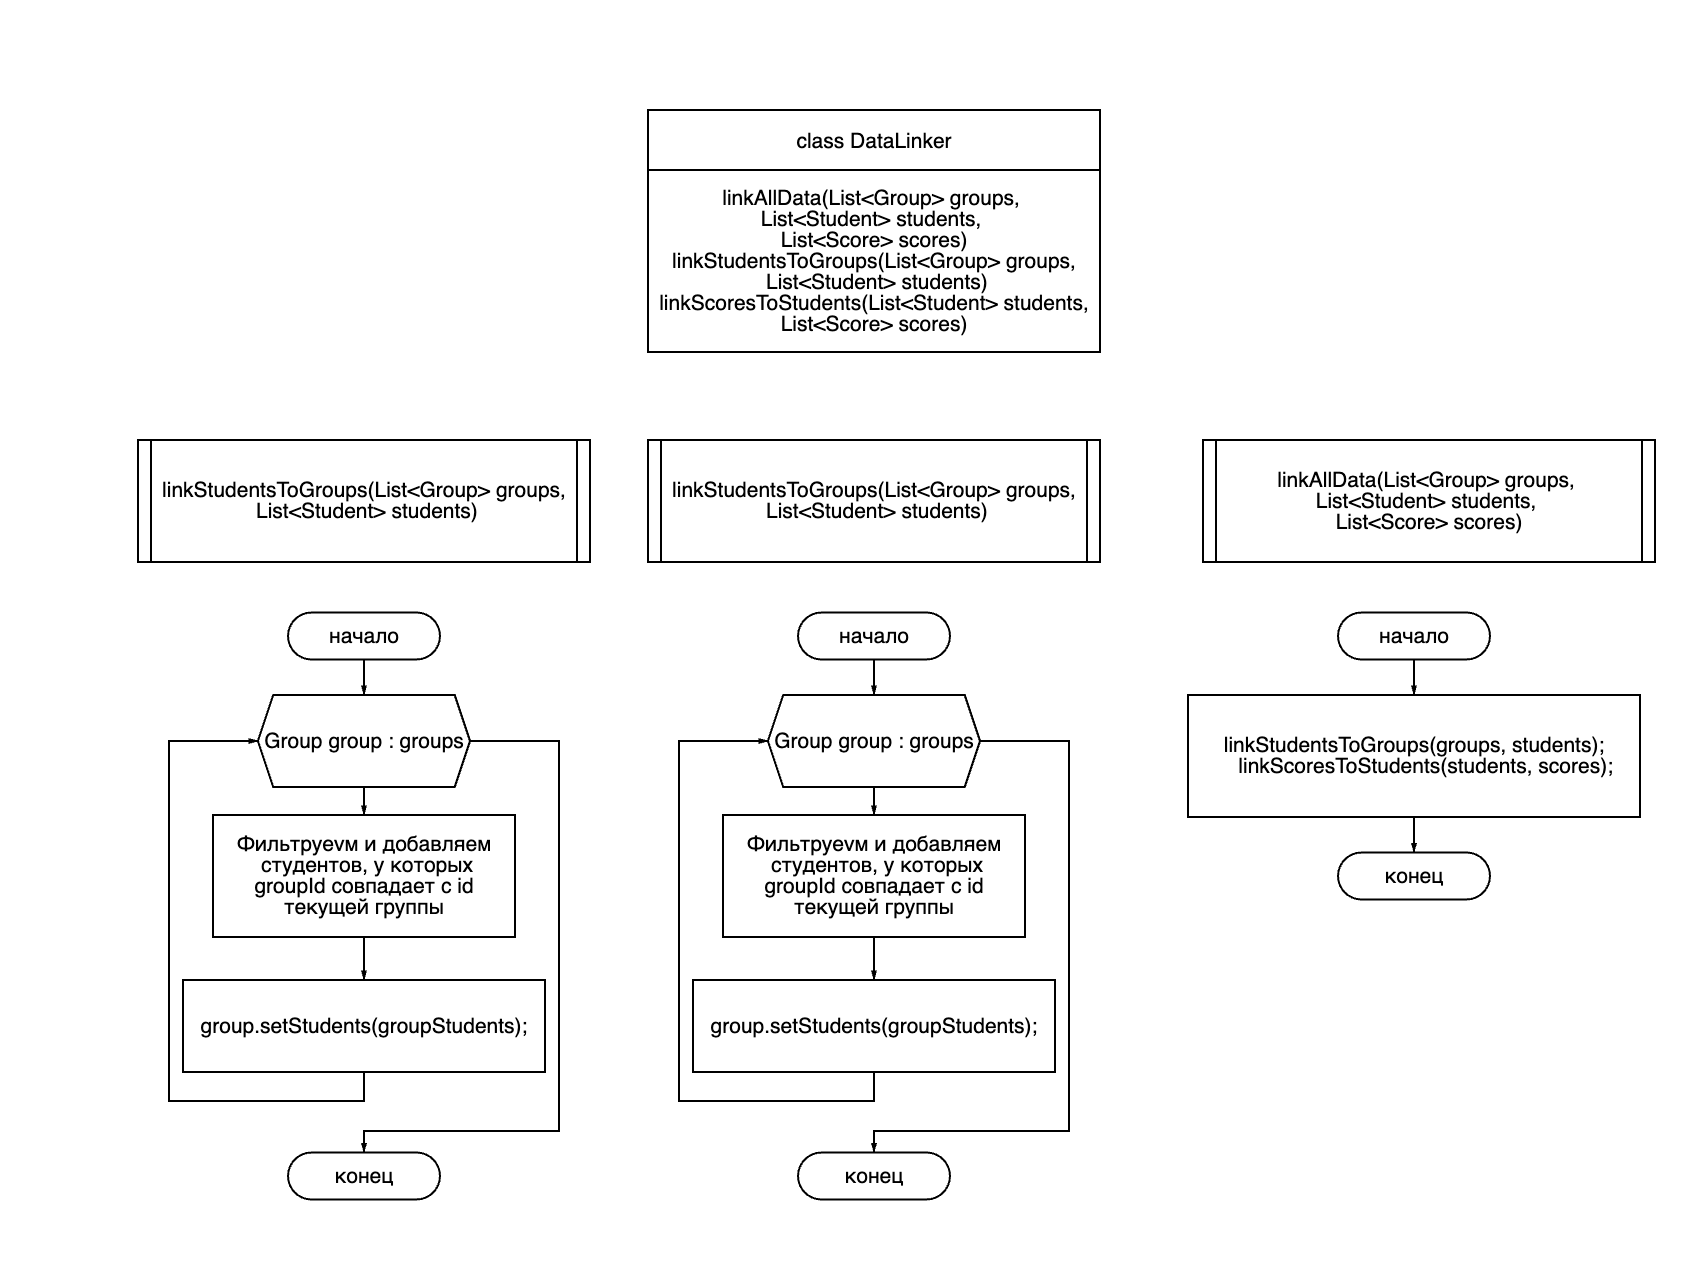 class DataLinker
linkAllData(List<Group> groups,
List<Student> students,
List<Score> scores)
linkStudentsToGroups(List<Group> groups,
List<Student> students)
linkScoresToStudents(List<Student> students,
List<Score> scores)
linkStudentsToGroups(List<Group> groups,
List<Student> students)
начало
Group group : groups
Фильтруеvм и добавляем
студентов, у которых
groupId совпадает с id
текущей группы
group.setStudents(groupStudents);
конец
linkStudentsToGroups(List<Group> groups,
List<Student> students)
начало
Group group : groups
Фильтруеvм и добавляем
студентов, у которых
groupId совпадает с id
текущей группы
group.setStudents(groupStudents);
конец
linkAllData(List<Group> groups,
List<Student> students,
List<Score> scores)
начало
linkStudentsToGroups(groups, students);
linkScoresToStudents(students, scores);
конец